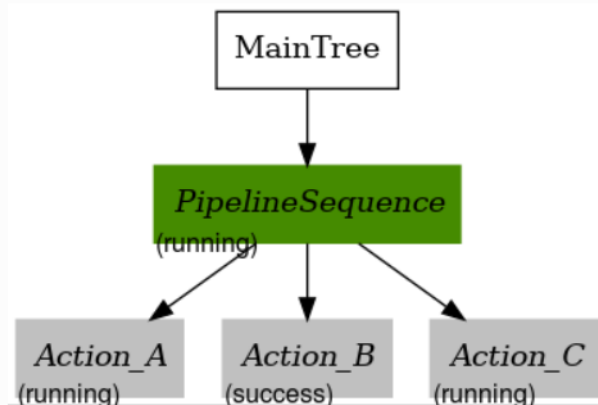 MainTree
PipelineSequence
(running)
Action_A
Action_B
Action_C
(running)
(success)
(running)